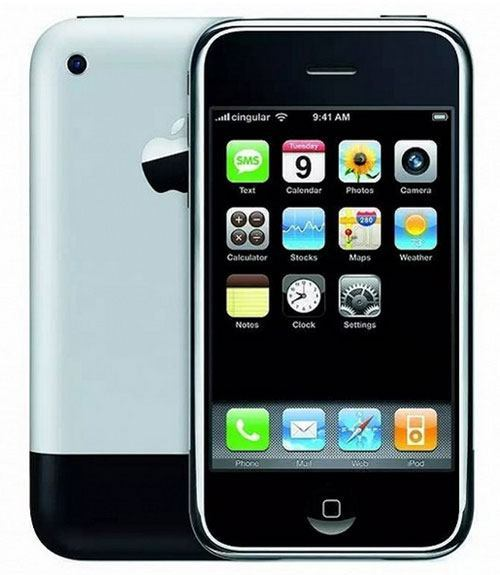 cingular 9:41 AM
SMS Tuesday 9 280
Text Calendar Photos Camera
Calculator Stocks Maps Weather
Notes Clock Settings
Phone Mail Web iPod